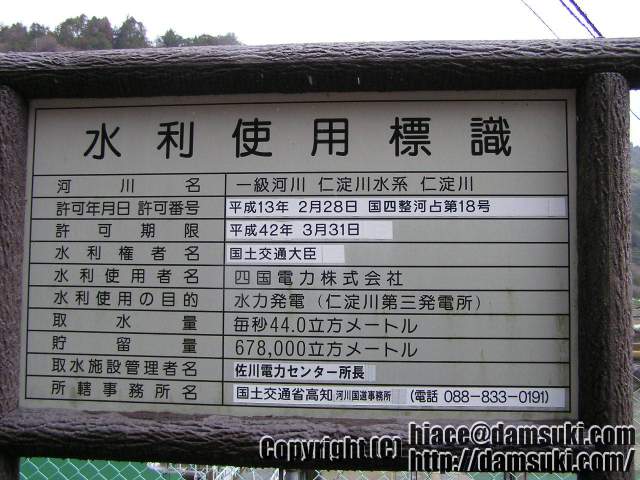 水利使用標識
河川名 一級河川 仁淀川水系 仁淀川
許可年月日 許可番号 平成13年 2月28日 国四整河占第18号
許可期限 平成42年 3月31日
水利権者名 国土交通大臣
水利使用者名 四国電力株式会社
水利使用の目的 水力発電(仁淀川第三発電所)
取水量 毎秒44.0立方メートル
貯留量 678,000立方メートル
取水施設管理者名 佐川電力センター所長
所轄事務所名 国土交通省高知河川国道事務所 (電話 088-833-0191)
Copyright (C) hiace@damsuki.com
http://damsuki.com/